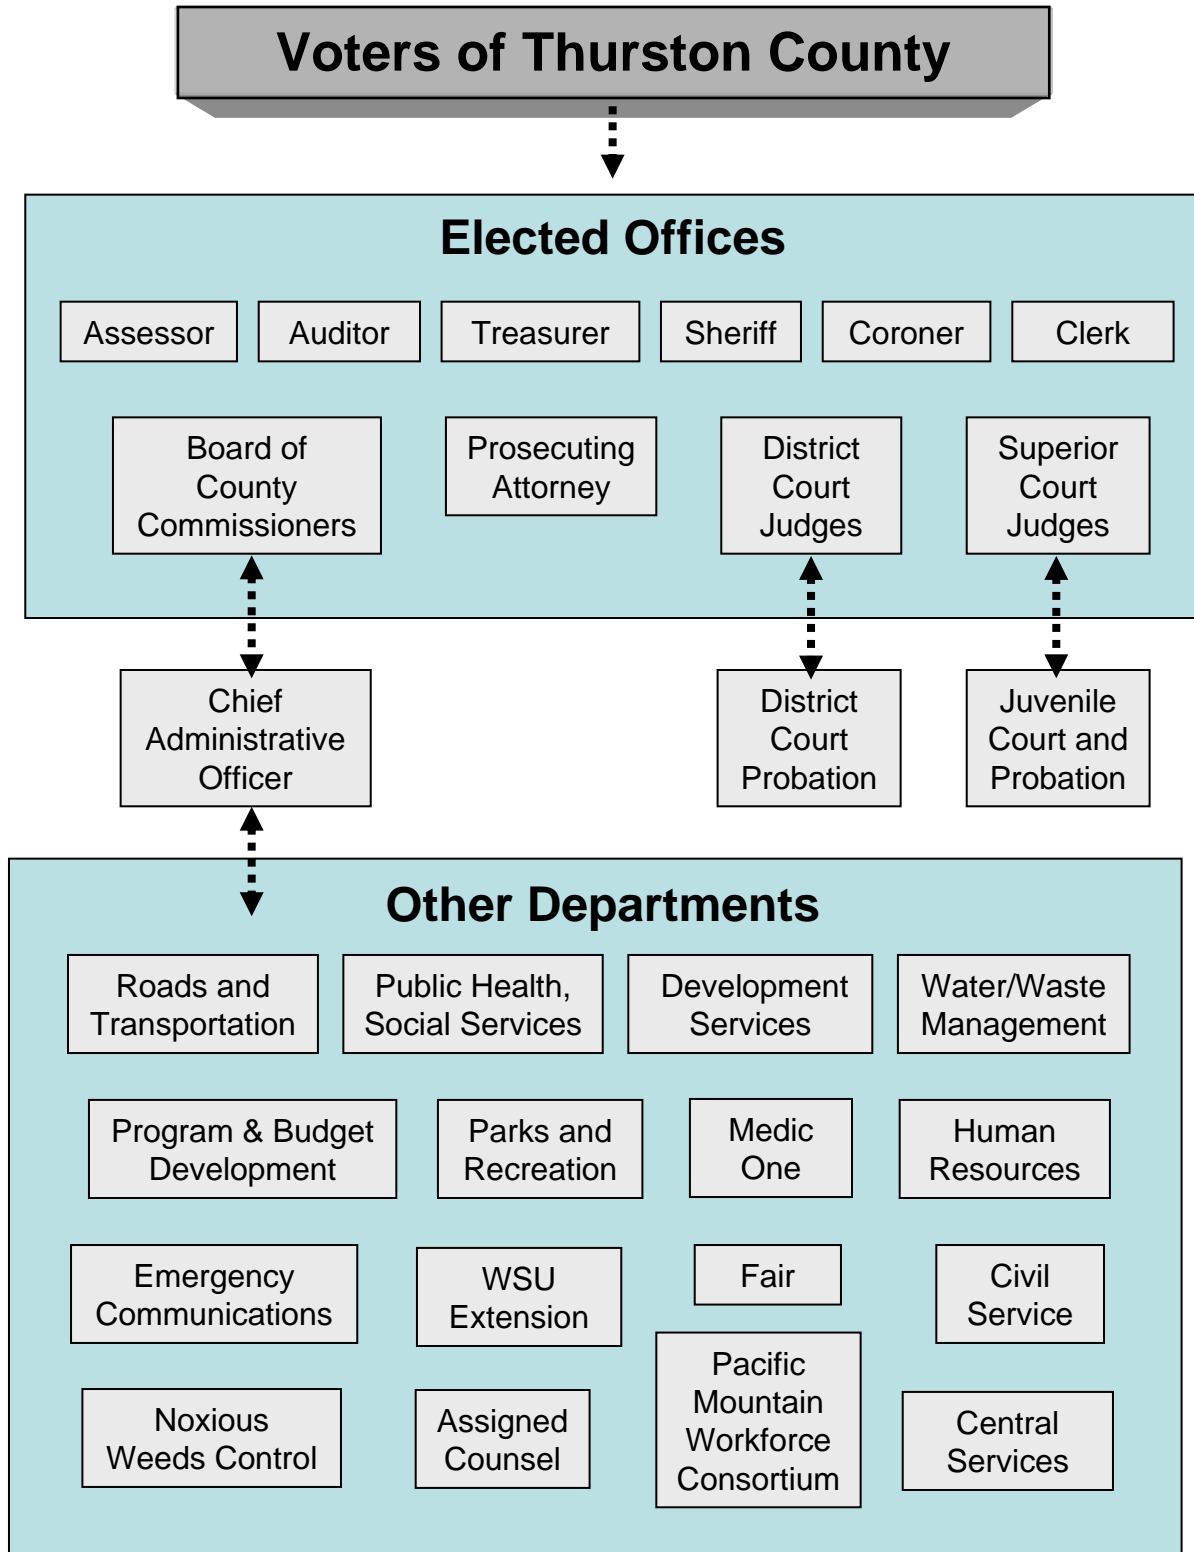 Voters of Thurston County
Elected Offices
Assessor
Auditor
Treasurer
Sheriff
Coroner
Clerk
Board of
County
Commissioners
Prosecuting
Attorney
District
Court
Judges
Superior
Court
Judges
Chief
Administrative
Officer
District
Court
Probation
Juvenile
Court and
Probation
Other Departments
Roads and
Transportation
Public Health,
Social Services
Development
Services
Water/Waste
Management
Program & Budget
Development
Parks and
Recreation
Medic
One
Human
Resources
Emergency
Communications
WSU
Extension
Fair
Civil
Service
Noxious
Weeds Control
Assigned
Counsel
Pacific
Mountain
Workforce
Consortium
Central
Services